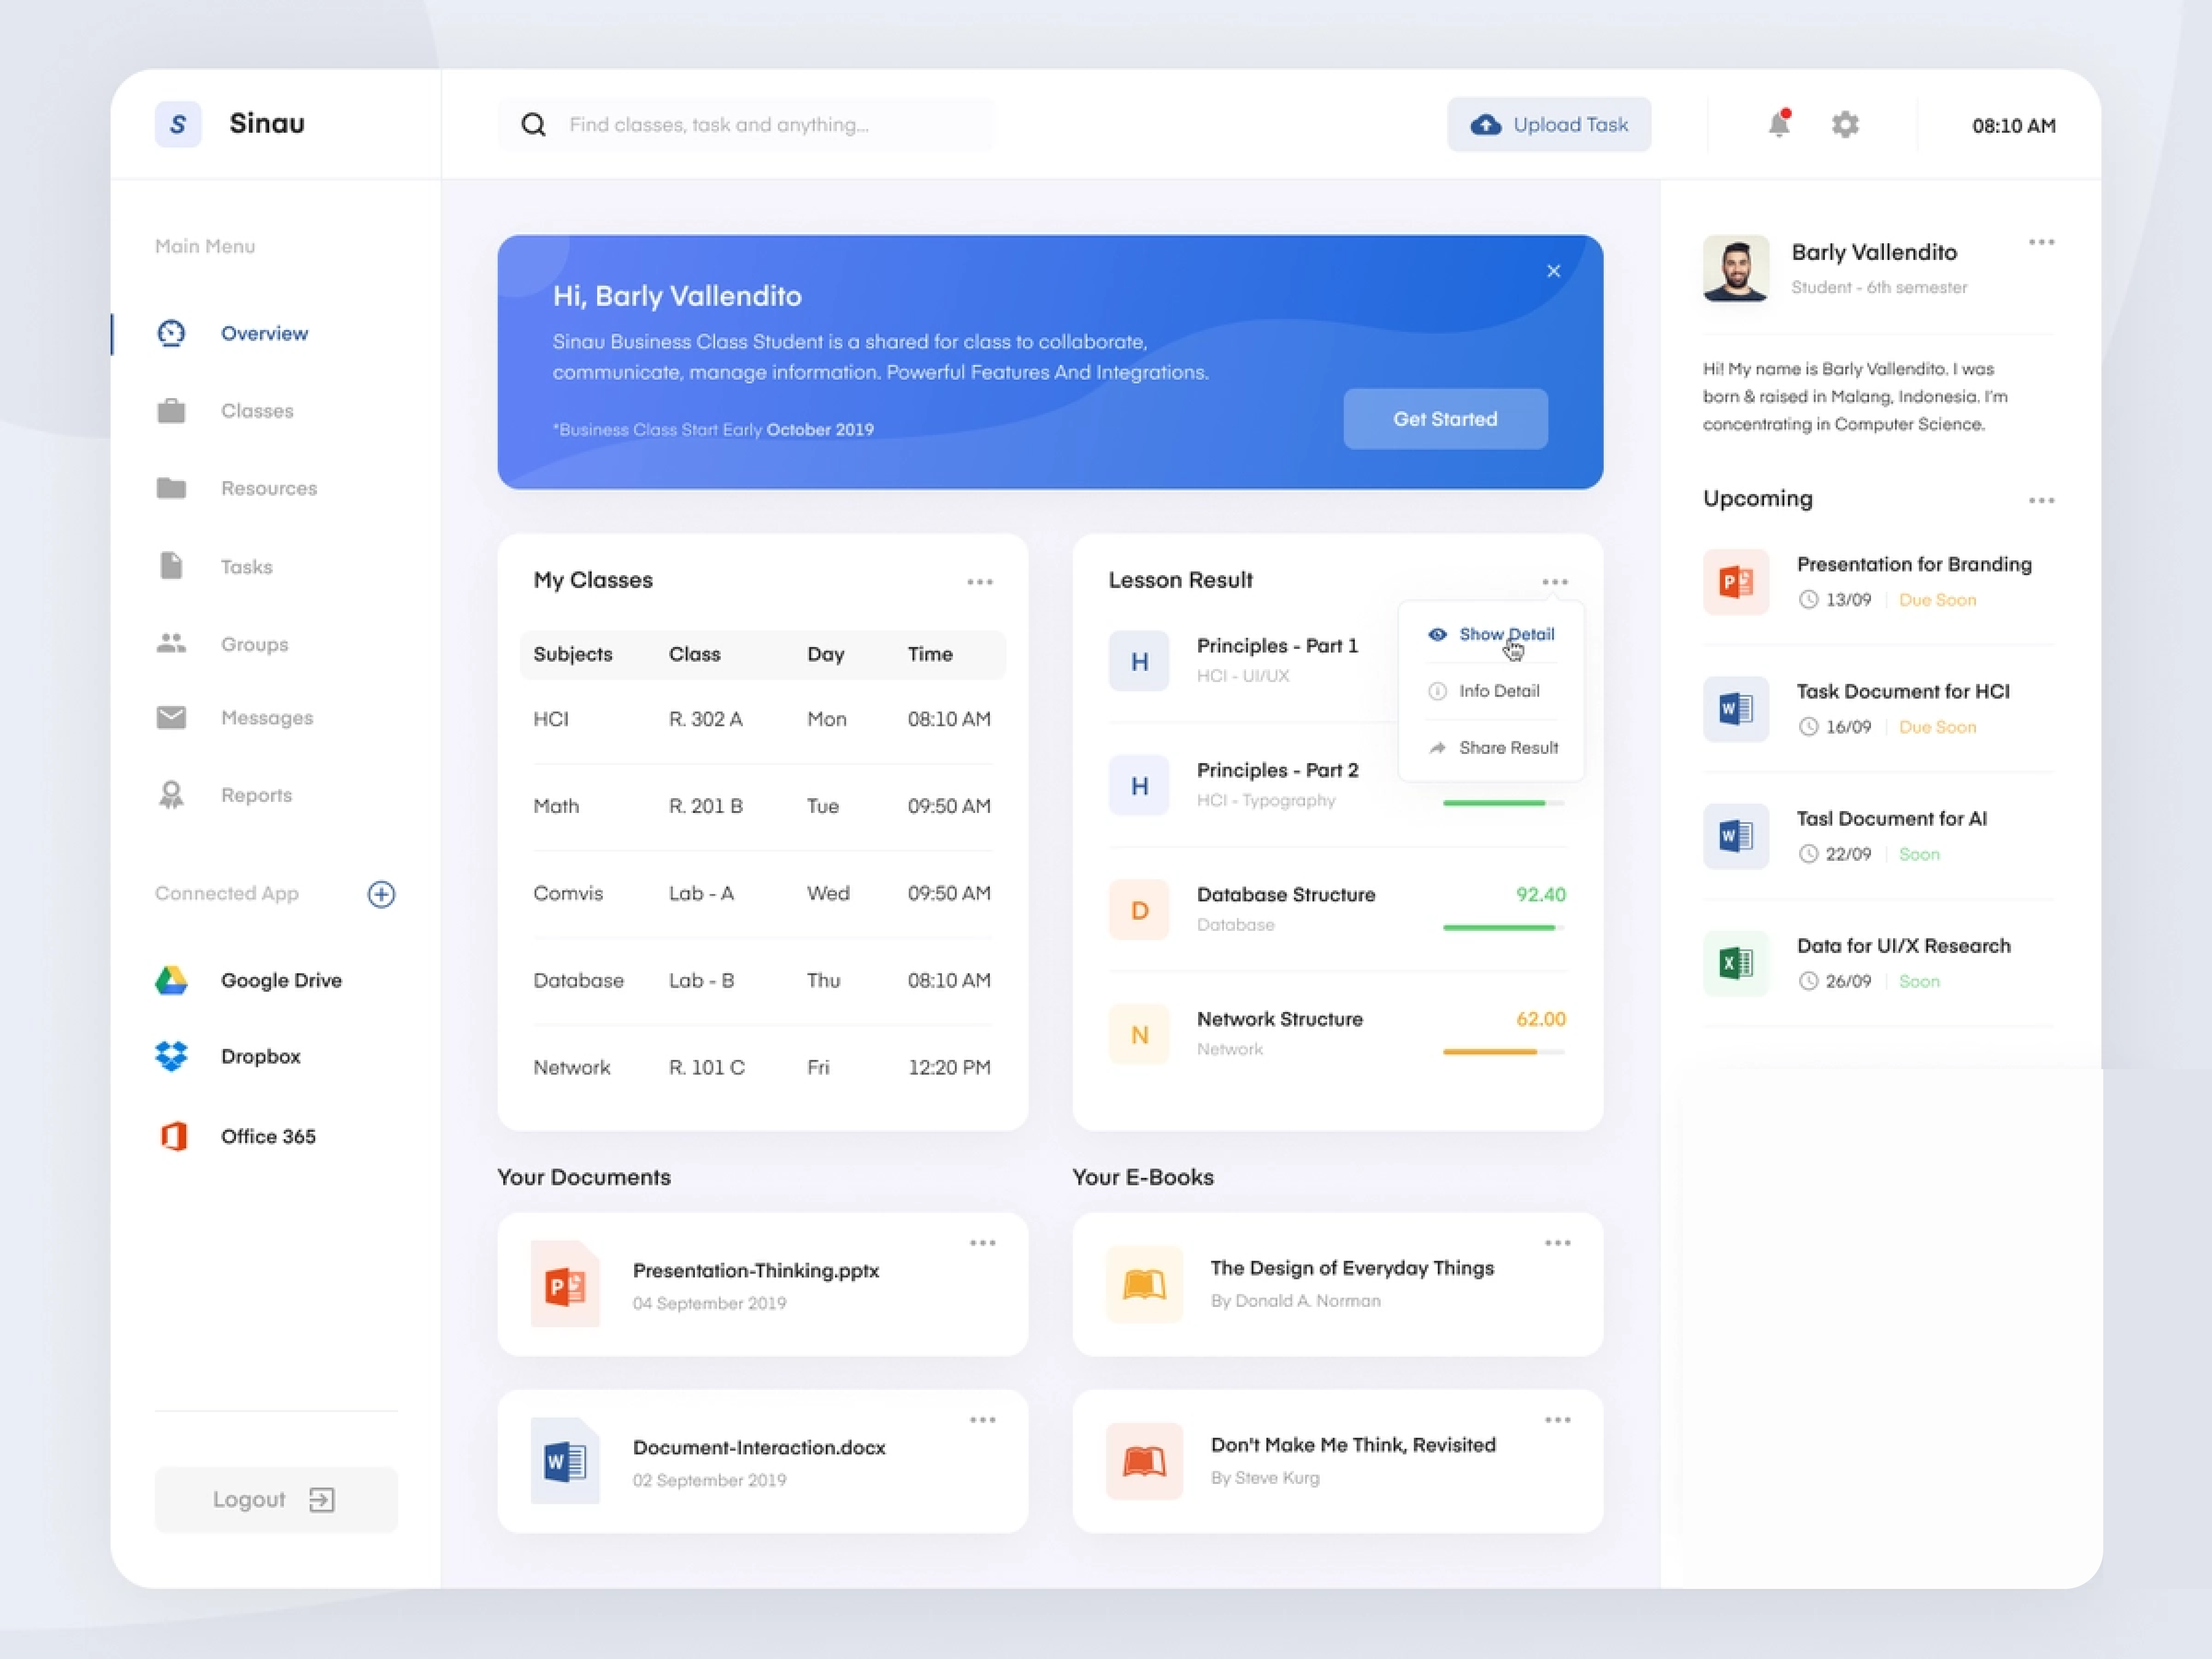 S
Sinau
Find classes, task and anything...
Upload Task
08:10 AM
Main Menu
Overview
Classes
Resources
Tasks
Groups
Messages
Reports
Connected App
Google Drive
Dropbox
Office 365
Logout
Hi, Barly Vallendito
Sinau Business Class Student is a shared for class to collaborate,
communicate, manage information. Powerful Features And Integrations.
*Business Class Start Early October 2019
Get Started
My Classes
Subjects Class Day Time
HCI R. 302 A Mon 08:10 AM
Math R. 201 B Tue 09:50 AM
Comvis Lab - A Wed 09:50 AM
Database Lab - B Thu 08:10 AM
Network R. 101 C Fri 12:20 PM
Lesson Result
H
Principles - Part 1
HCI - UI/UX
Show Detail
Info Detail
Share Result
H
Principles - Part 2
HCI - Typography
D
Database Structure 92.40
Database
N
Network Structure 62.00
Network
Your Documents
P
Presentation-Thinking.pptx
04 September 2019
W
Document-Interaction.docx
02 September 2019
Your E-Books
The Design of Everyday Things
By Donald A. Norman
Don't Make Me Think, Revisited
By Steve Kurg
Barly Vallendito
Student - 6th semester
Hi! My name is Barly Vallendito. I was
born & raised in Malang, Indonesia. I'm
concentrating in Computer Science.
Upcoming
P
Presentation for Branding
13/09 Due Soon
W
Task Document for HCI
16/09 Due Soon
W
Tasl Document for AI
22/09 Soon
X
Data for UI/X Research
26/09 Soon